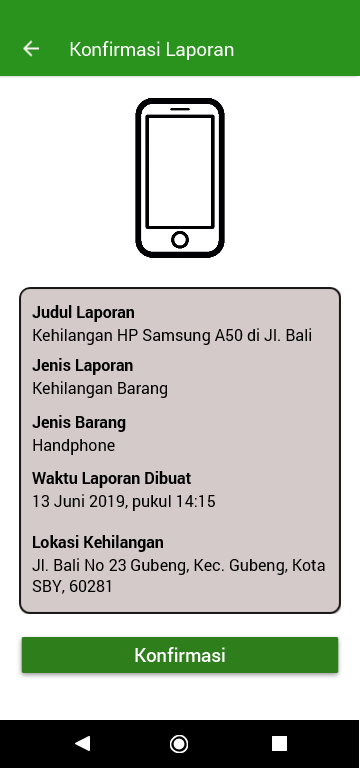 Konfirmasi Laporan
Judul Laporan
Kehilangan HP Samsung A50 di Jl. Bali
Jenis Laporan
Kehilangan Barang
Jenis Barang
Handphone
Waktu Laporan Dibuat
13 Juni 2019, pukul 14:15
Lokasi Kehilangan
Jl. Bali No 23 Gubeng, Kec. Gubeng, Kota
SBY, 60281
Konfirmasi